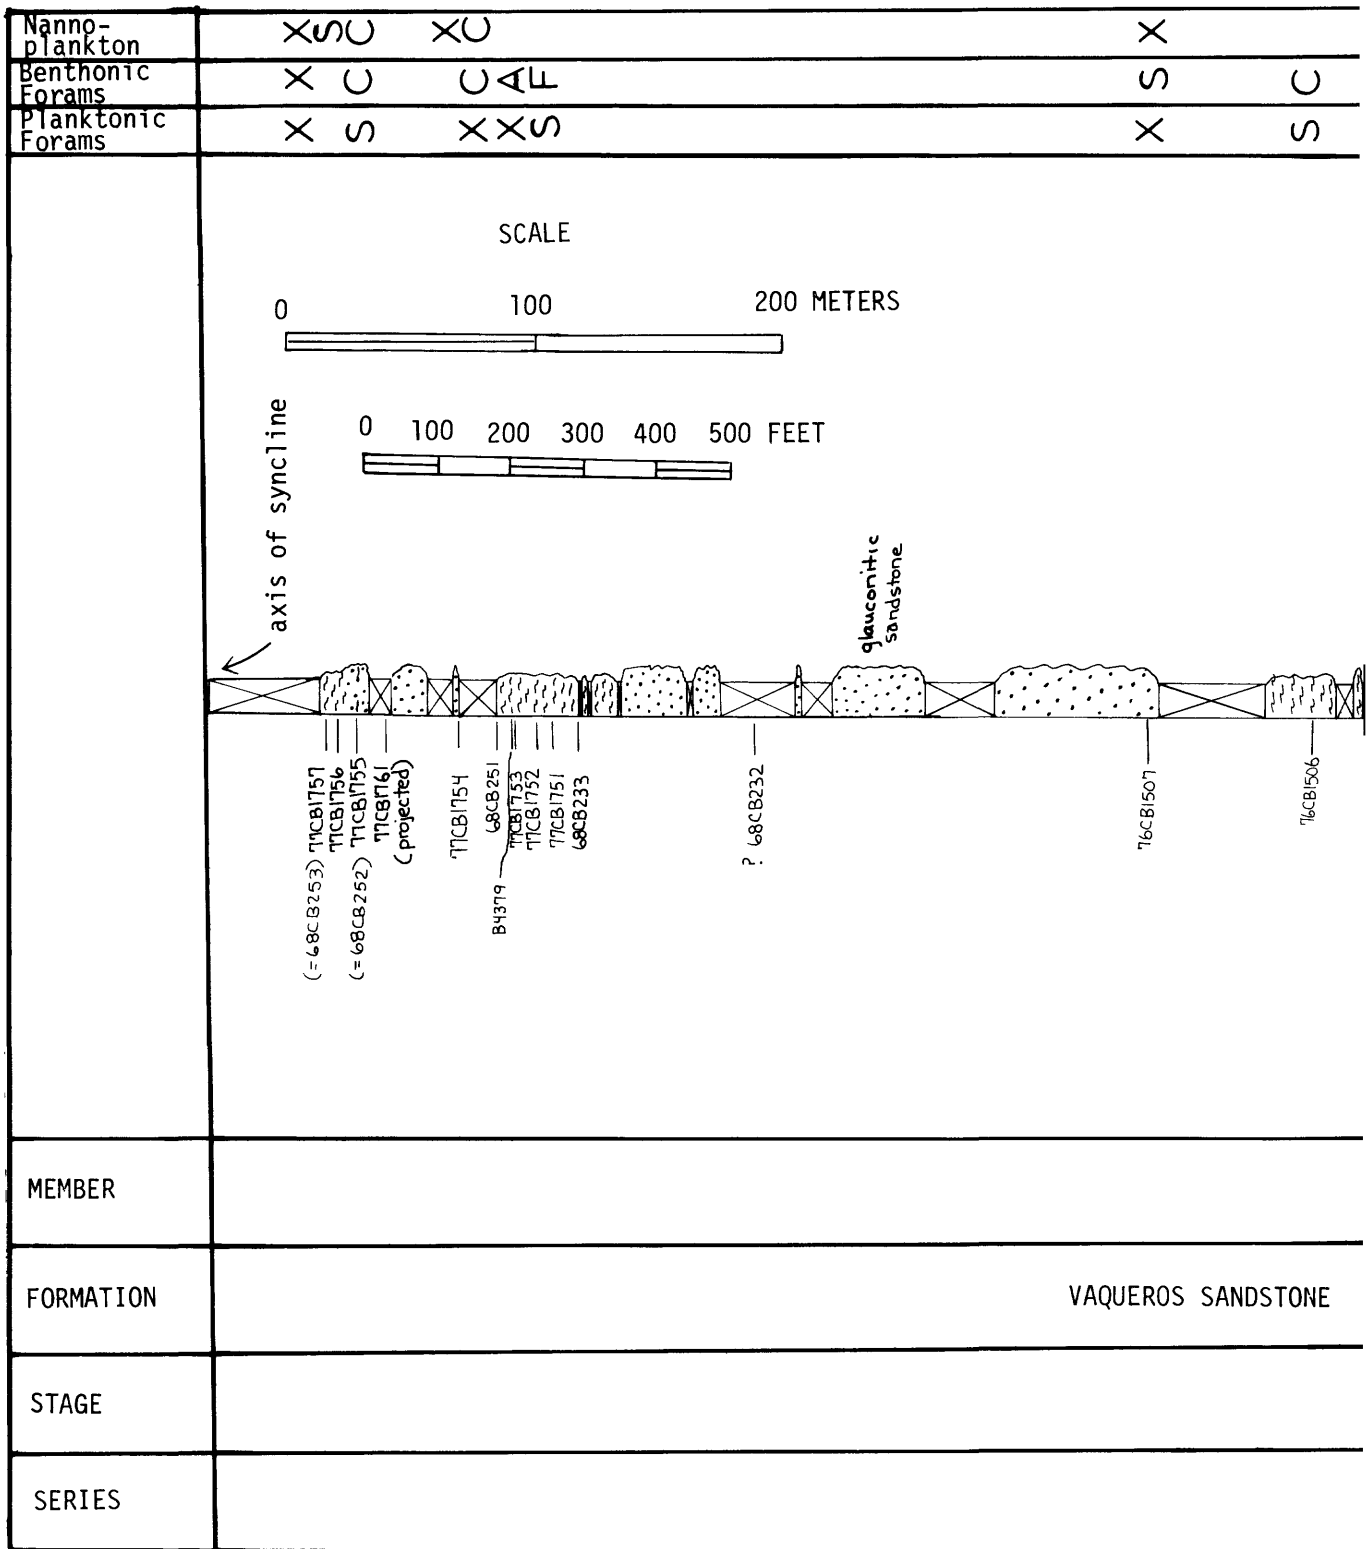 Nanno-
plankton
X S C X C X
Benthonic
Forams
X C C A F S C
Planktonic
Forams
X S X X S X S
SCALE
0 100 200 METERS
0 100 200 300 400 500 FEET
axis of syncline
glauconitic
sandstone
(=68CB253) 77CB1757
77CB1756
(=68CB252) 77CB1755
77CB1761
(projected)
77CB1754
68CB251
B4379
77CB1753
77CB1752
77CB1751
68CB233
? 68CB232
76CB1507
76CB1506
MEMBER
FORMATION
VAQUEROS SANDSTONE
STAGE
SERIES